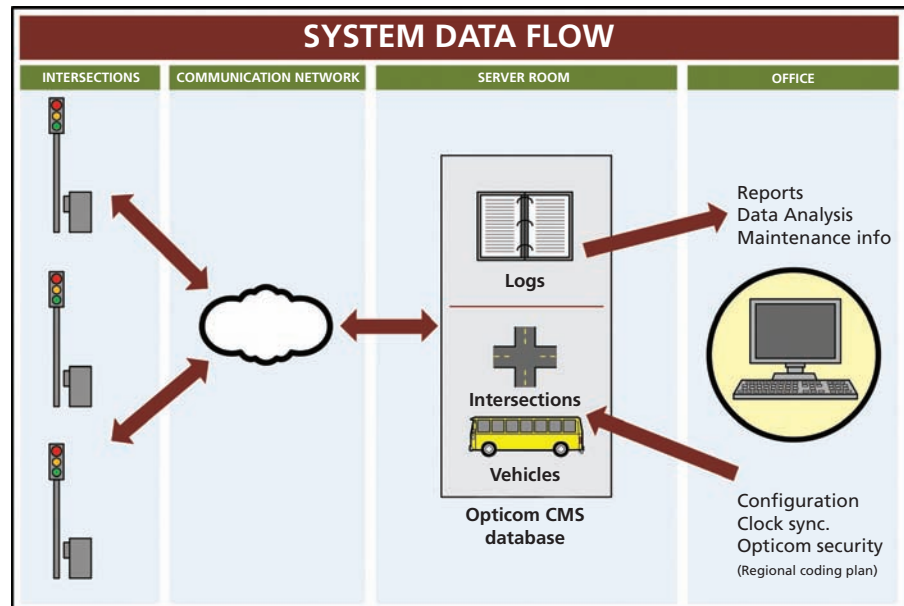 SYSTEM DATA FLOW
INTERSECTIONS
COMMUNICATION NETWORK
SERVER ROOM
OFFICE
Logs
Intersections
Vehicles
Opticom CMS
database
Reports
Data Analysis
Maintenance info
Configuration
Clock sync.
Opticom security
(Regional coding plan)